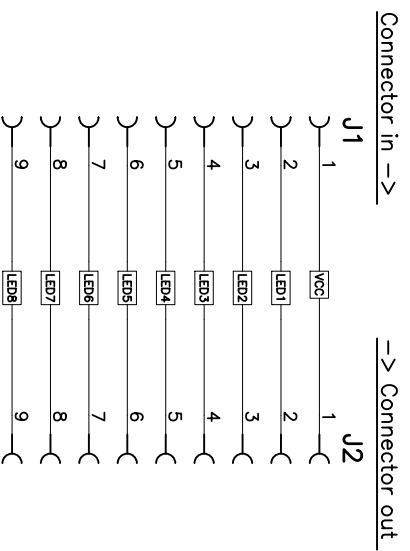 Connector in ->
-> Connector out
J1
J2
1 VCC 1
2 LED1 2
3 LED2 3
4 LED3 4
5 LED4 5
6 LED5 6
7 LED6 7
8 LED7 8
9 LED8 9